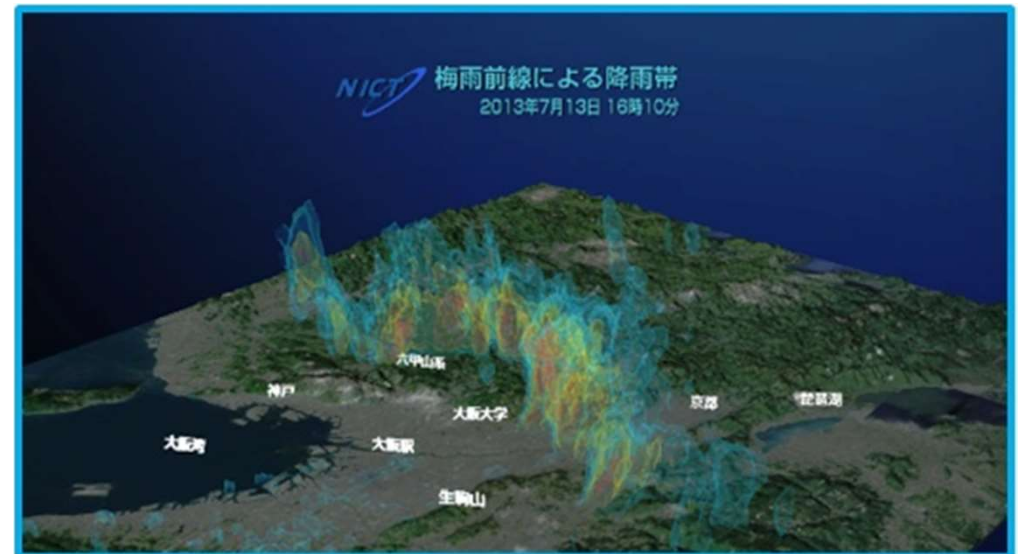 NICT 梅雨前線による降雨帯
2013年7月13日 16時10分
六甲山系
神戸
大阪大学
京都
琵琶湖
大阪湾
大阪駅
生駒山